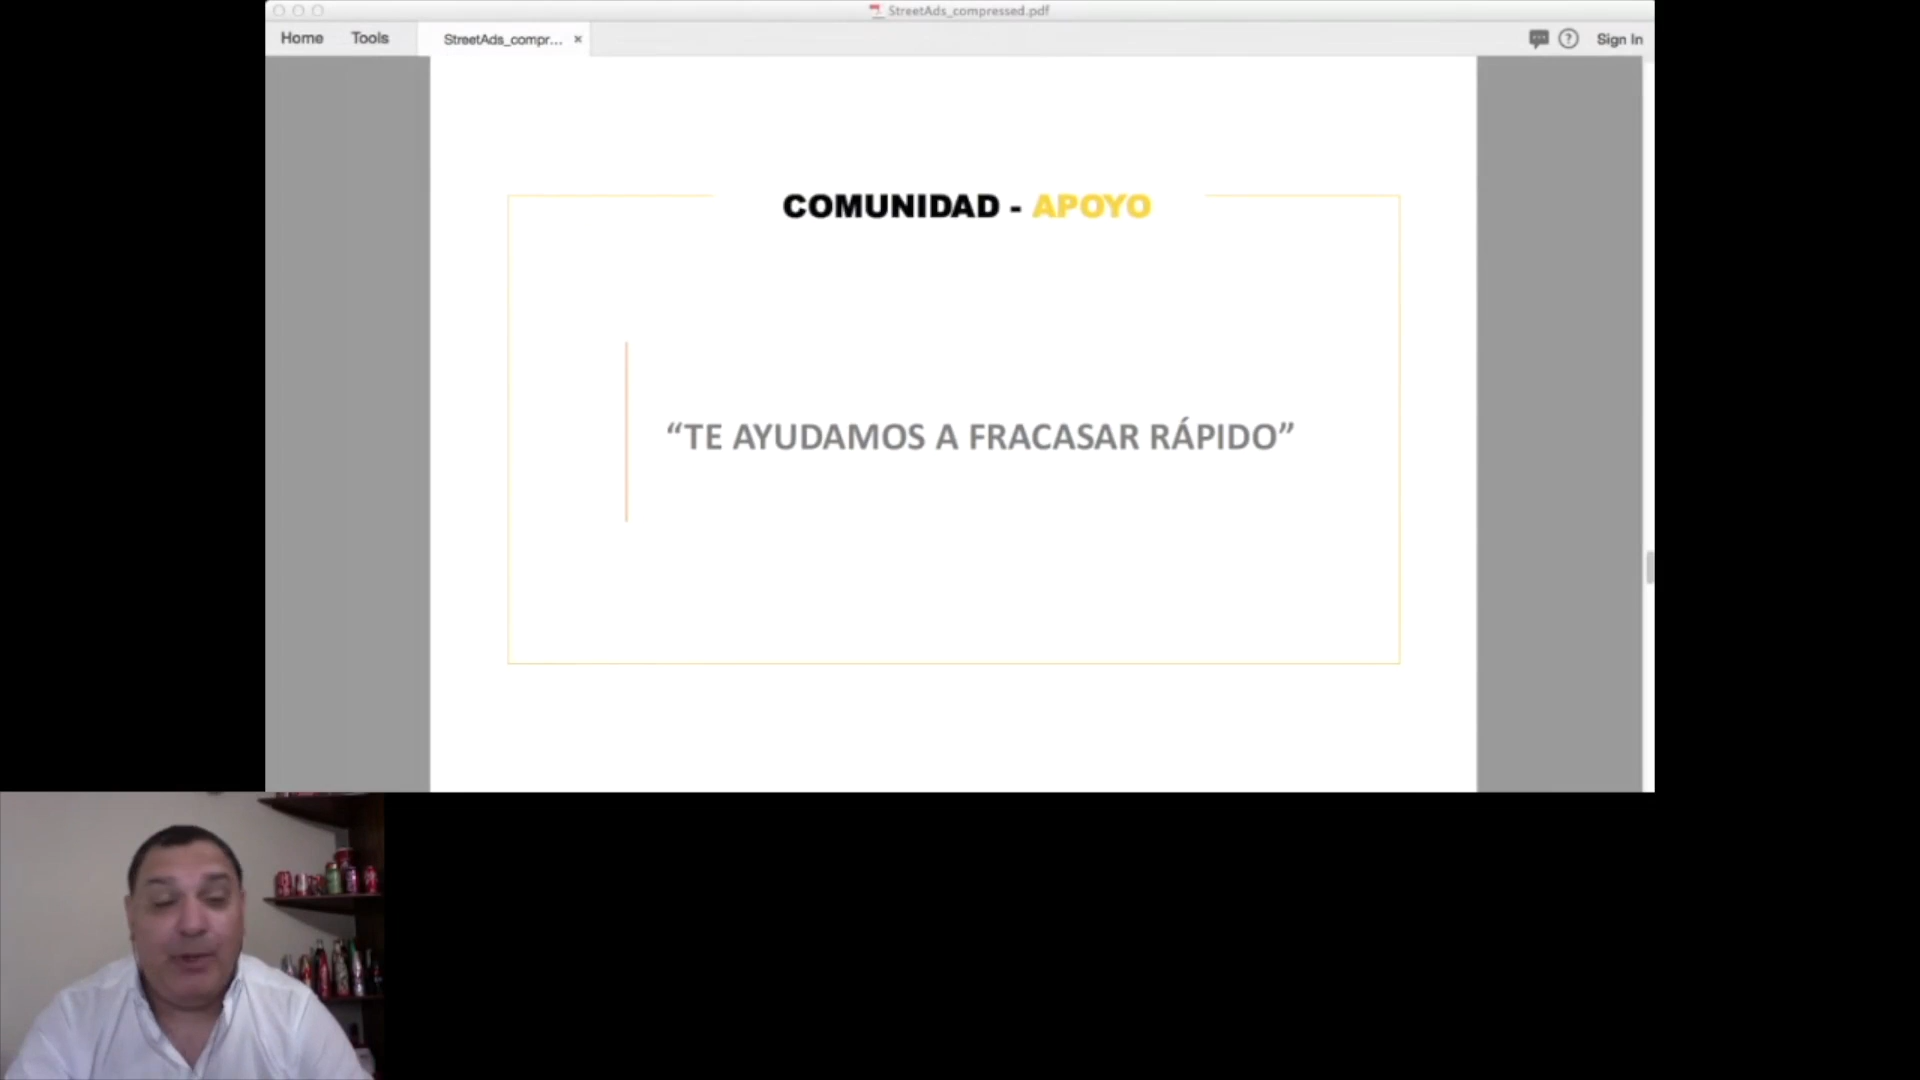 StreetAds_compressed.pdf
Home Tools StreetAds_compr... × ? Sign In
COMUNIDAD - APOYO
“TE AYUDAMOS A FRACASAR RÁPIDO”